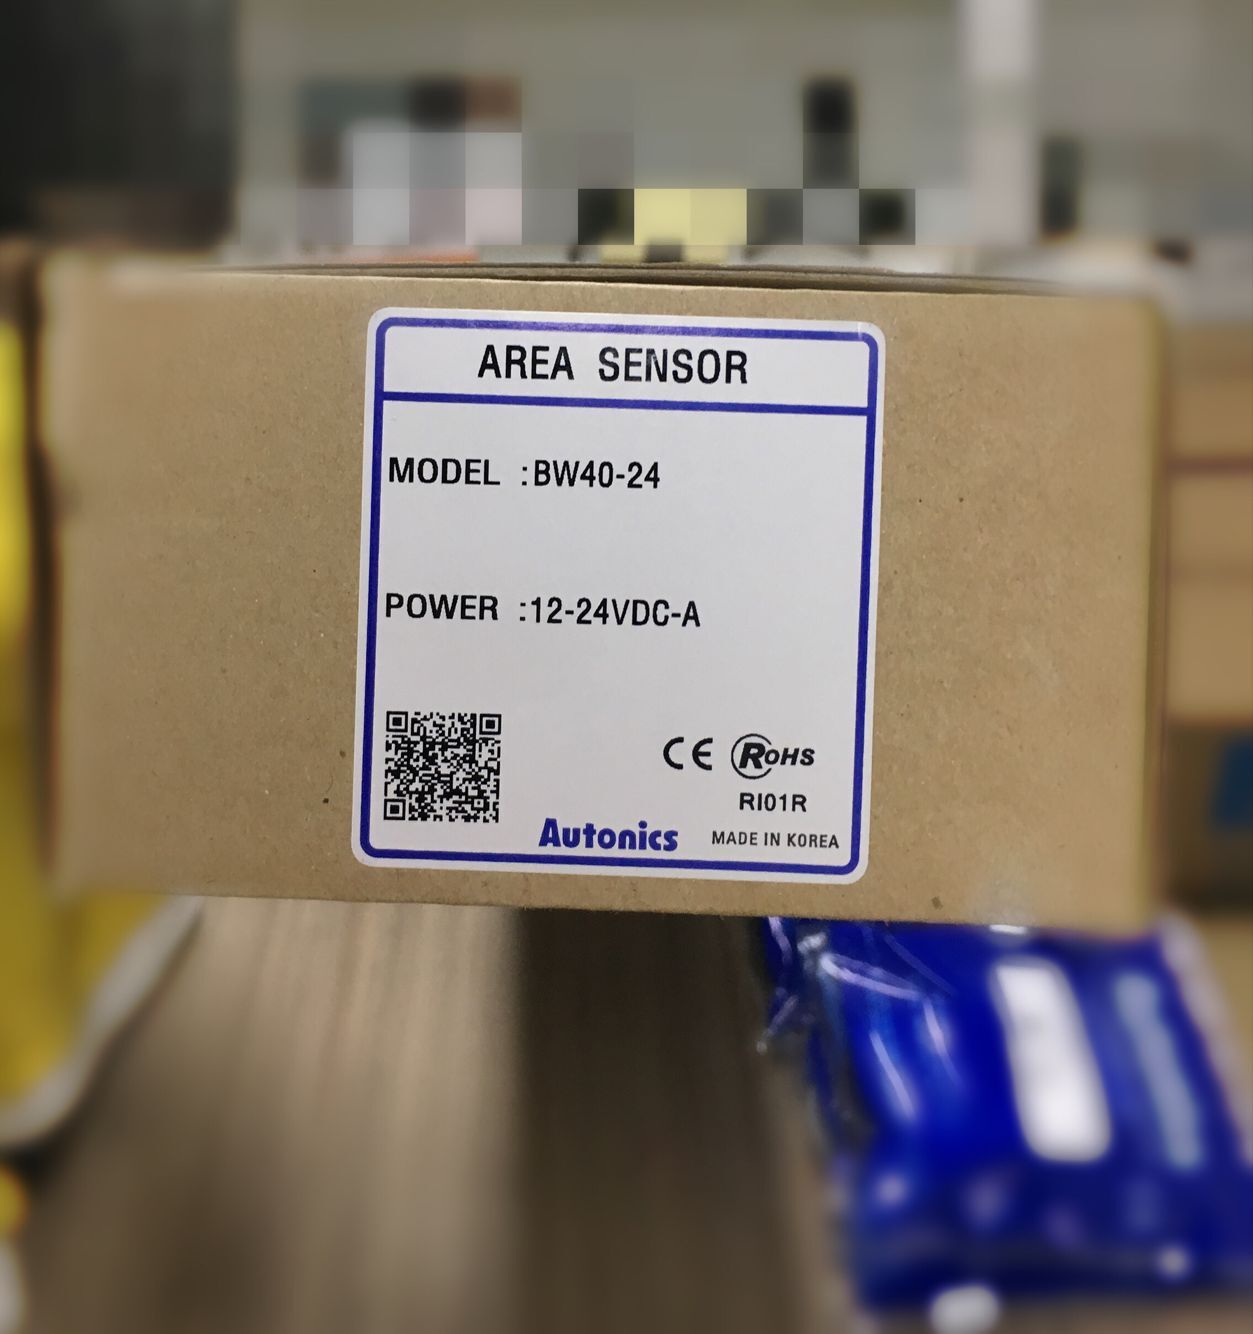 AREA SENSOR
MODEL :BW40-24
POWER :12-24VDC-A
CE RoHS
RI01R
Autonics MADE IN KOREA